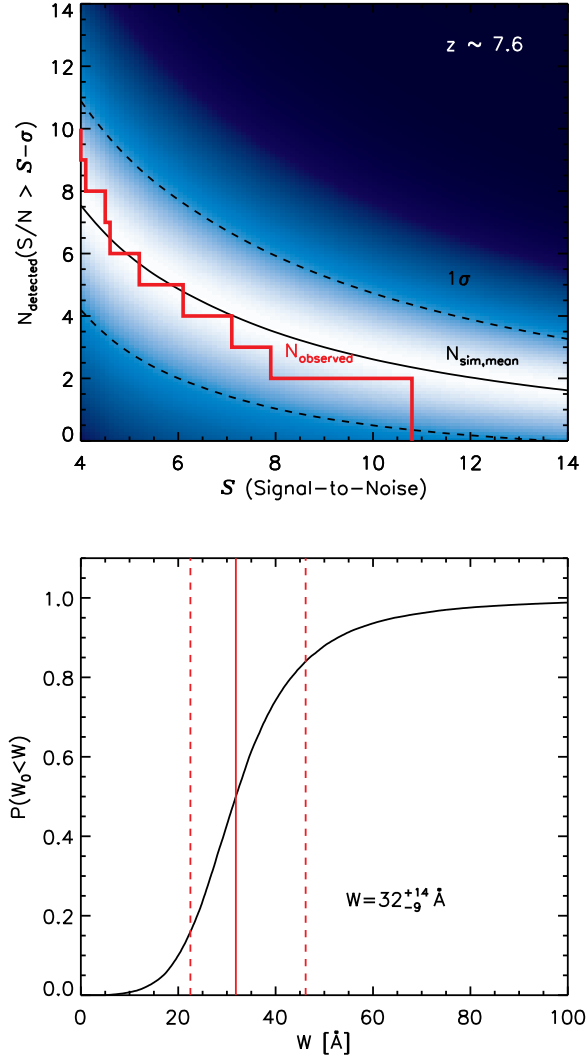 14
12
10
8
6
4
2
0
N_detected(S/N > S−σ)
z ~ 7.6
1σ
N_observed
N_sim,mean
4 6 8 10 12 14
S (Signal−to−Noise)
1.0
0.8
0.6
0.4
0.2
0.0
P(W₀<W)
W=32⁺¹⁴₋₉ Å
0 20 40 60 80 100
W [Å]